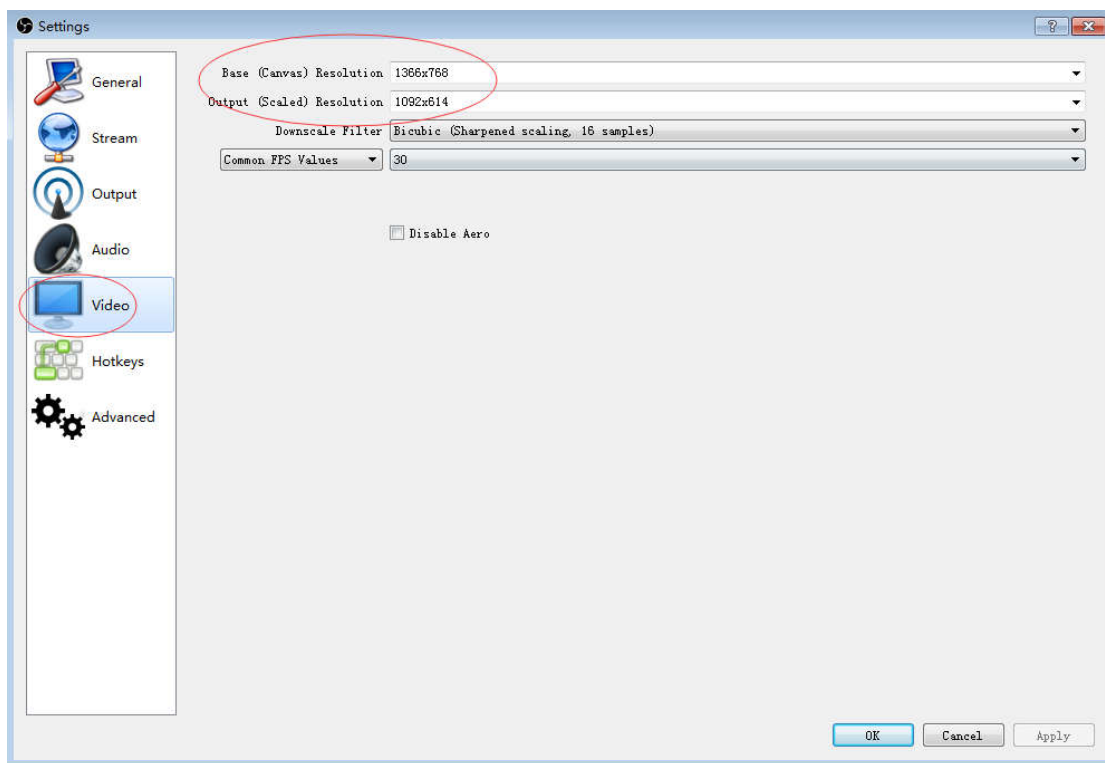 Settings
General
Stream
Output
Audio
Video
Hotkeys
Advanced
Base (Canvas) Resolution 1366x768
Output (Scaled) Resolution 1092x614
Downscale Filter Bicubic (Sharpened scaling, 16 samples)
Common FPS Values 30
Disable Aero
OK Cancel Apply